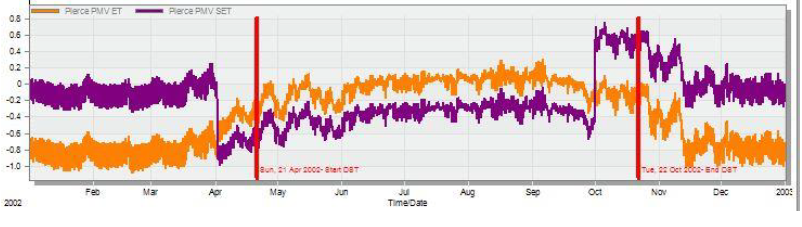 Pierce PMV ET Pierce PMV SET
0.8
0.6
0.4
0.2
0
-0.2
-0.4
-0.6
-0.8
-1.0
Sun, 21 Apr 2002- Start DST
Tue, 22 Oct 2002- End DST
Feb Mar Apr May Jun Jul Aug Sep Oct Nov Dec 2003
2002
Time/Date